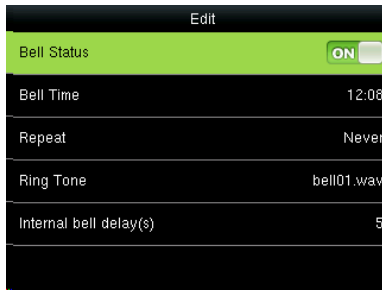 Edit
Bell Status ON
Bell Time 12:08
Repeat Never
Ring Tone bell01.wav
Internal bell delay(s) 5